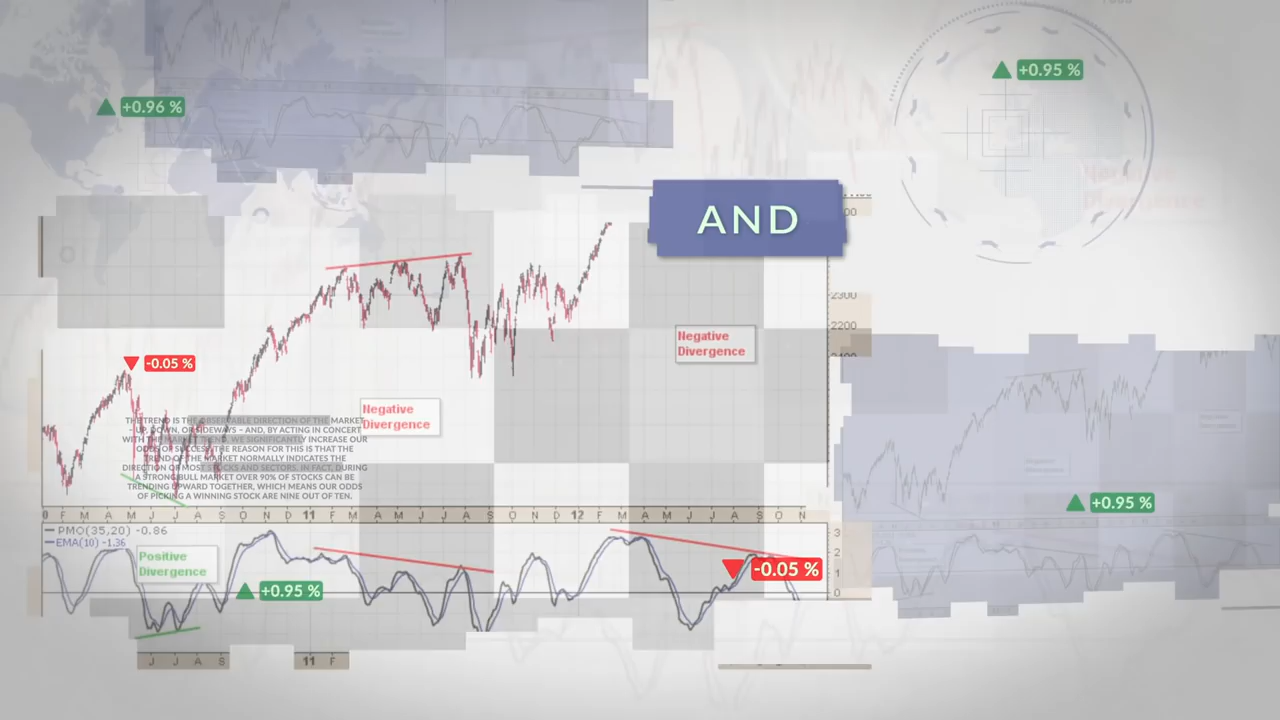 +0.95 %
+0.96 %
AND
2300
2200
2400
Negative
Divergence
-0.05 %
Negative
Divergence
THE TREND IS THE OBSERVABLE DIRECTION OF THE MARKET
- UP, DOWN, OR SIDEWAYS – AND, BY ACTING IN CONCERT
WITH THE MARKET TREND, WE SIGNIFICANTLY INCREASE OUR
ODDS OF SUCCESS. THE REASON FOR THIS IS THAT THE
TREND OF THE MARKET NORMALLY INDICATES THE
DIRECTION OF MOST STOCKS AND SECTORS. IN FACT, DURING
A STRONG BULL MARKET OVER 90% OF STOCKS CAN BE
TRENDING UPWARD TOGETHER, WHICH MEANS OUR ODDS
OF PICKING A WINNING STOCK ARE NINE OUT OF TEN.
+0.95 %
0 F M A M J J A S O N D 11 F M A M J J A S O N D 12 F M A M J J A S O N
PMO(35,20) -0.86
EMA(10) -1.36
3
2
1
0
Positive
Divergence
-0.05 %
+0.95 %
J J A S
11 F